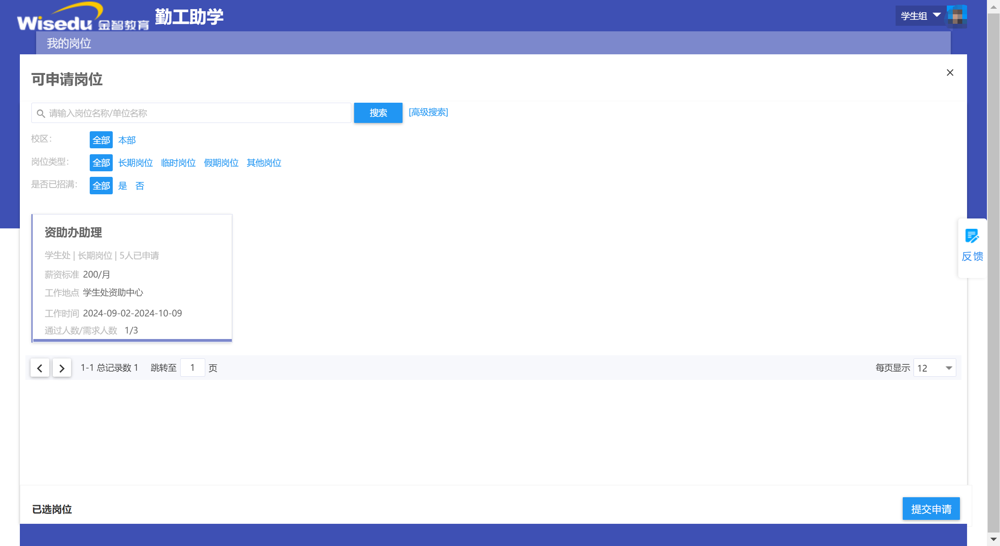 Wisedu 金智教育 勤工助学
学生组
我的岗位
可申请岗位
请输入岗位名称/单位名称
搜索
[高级搜索]
校区：
全部 本部
岗位类型：
全部 长期岗位 临时岗位 假期岗位 其他岗位
是否已招满：
全部 是 否
资助办助理
学生处 | 长期岗位 | 5人已申请
薪资标准 200/月
工作地点 学生处资助中心
工作时间 2024-09-02-2024-10-09
通过人数/需求人数 1/3
反馈
1-1 总记录数 1 跳转至 1 页
每页显示 12
已选岗位
提交申请